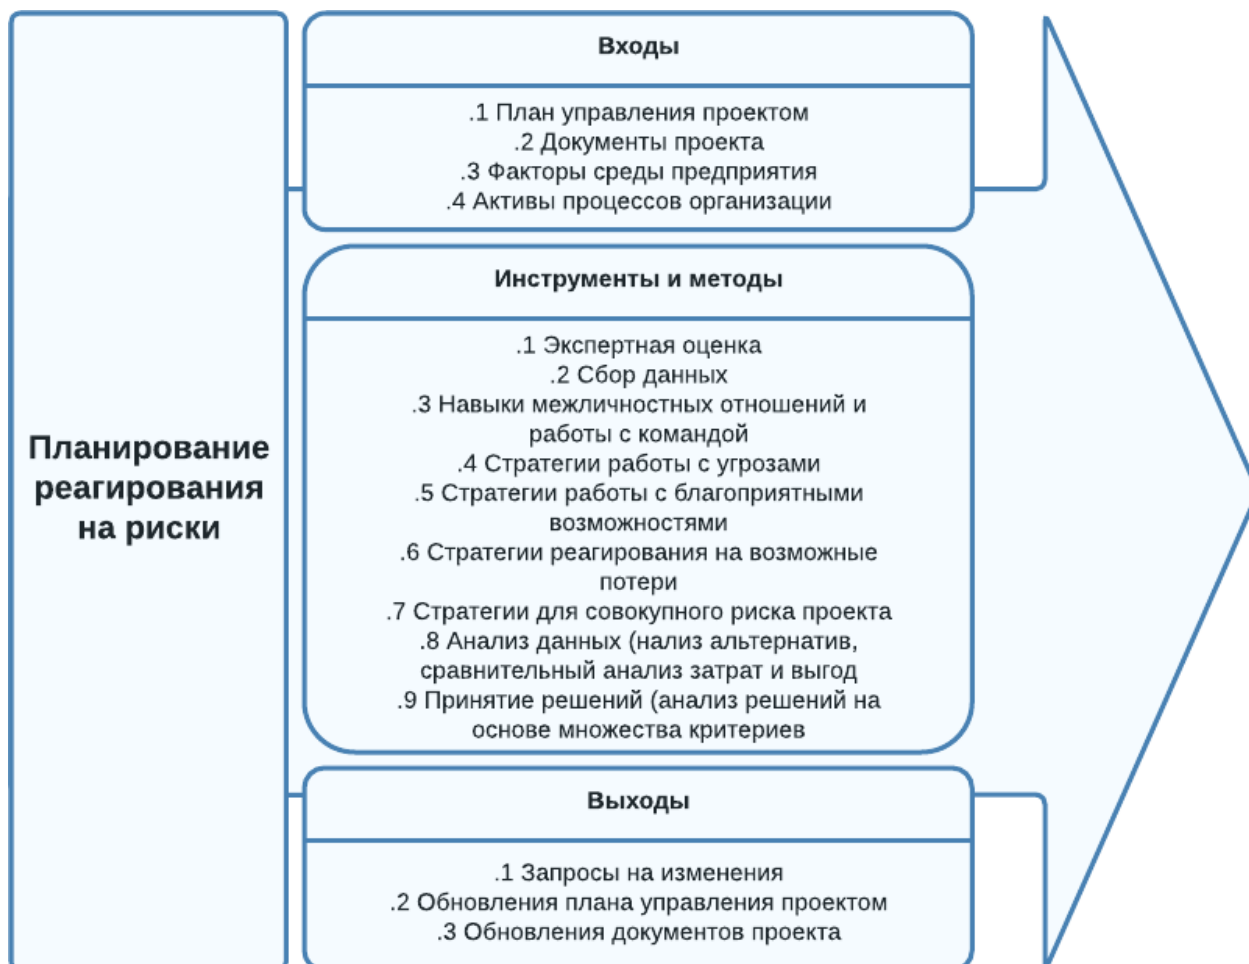 Планирование
реагирования
на риски
Входы
.1 План управления проектом
.2 Документы проекта
.3 Факторы среды предприятия
.4 Активы процессов организации
Инструменты и методы
.1 Экспертная оценка
.2 Сбор данных
.3 Навыки межличностных отношений и
работы с командой
.4 Стратегии работы с угрозами
.5 Стратегии работы с благоприятными
возможностями
.6 Стратегии реагирования на возможные
потери
.7 Стратегии для совокупного риска проекта
.8 Анализ данных (нализ альтернатив,
сравнительный анализ затрат и выгод
.9 Принятие решений (анализ решений на
основе множества критериев
Выходы
.1 Запросы на изменения
.2 Обновления плана управления проектом
.3 Обновления документов проекта